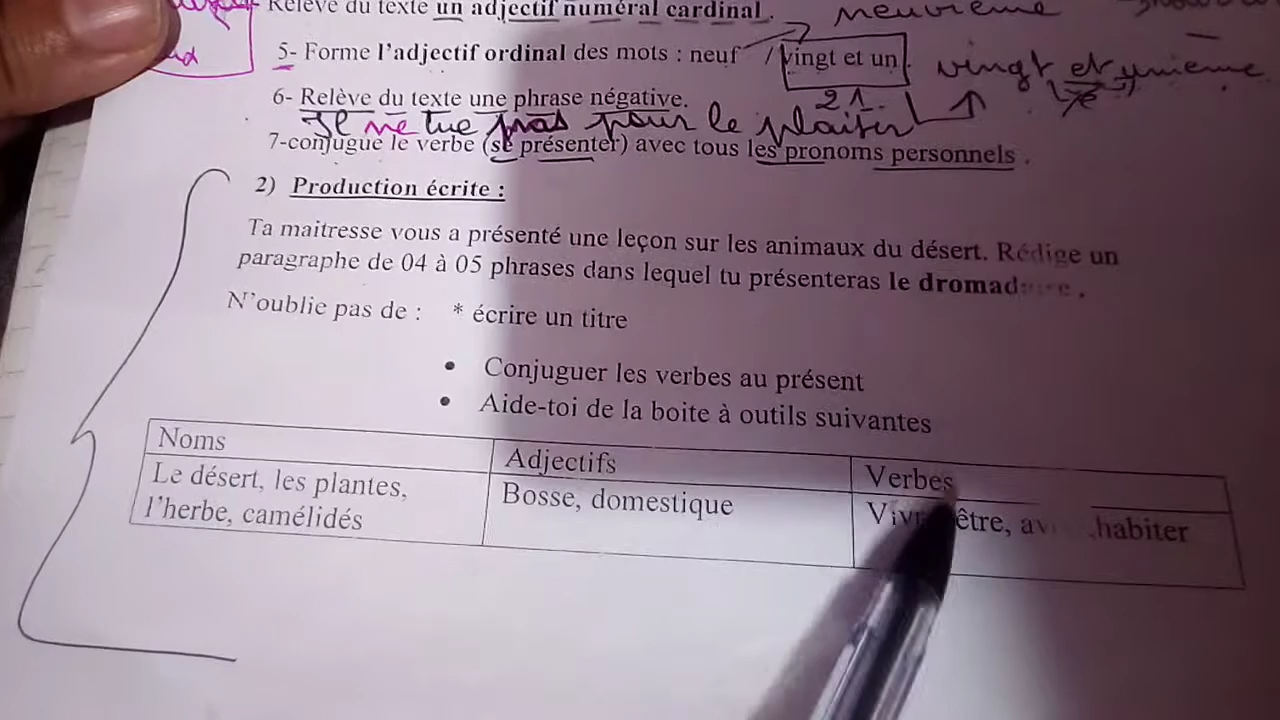 Relève du texte un adjectif numéral cardinal .
neuvième
5- Forme l'adjectif ordinal des mots : neuf / vingt et un .
vingt et unième
6- Relève du texte une phrase négative.
21.
Je ne tue pas pour le plaisir
7-conjugue le verbe (se présenter) avec tous les pronoms personnels .
2) Production écrite :
Ta maitresse vous a présenté une leçon sur les animaux du désert. Rédige un
paragraphe de 04 à 05 phrases dans lequel tu présenteras le dromadaire .
N'oublie pas de : * écrire un titre
• Conjuguer les verbes au présent
• Aide-toi de la boite à outils suivantes
Noms Adjectifs Verbes
Le désert, les plantes, Bosse, domestique être, habiter
l'herbe, camélidés